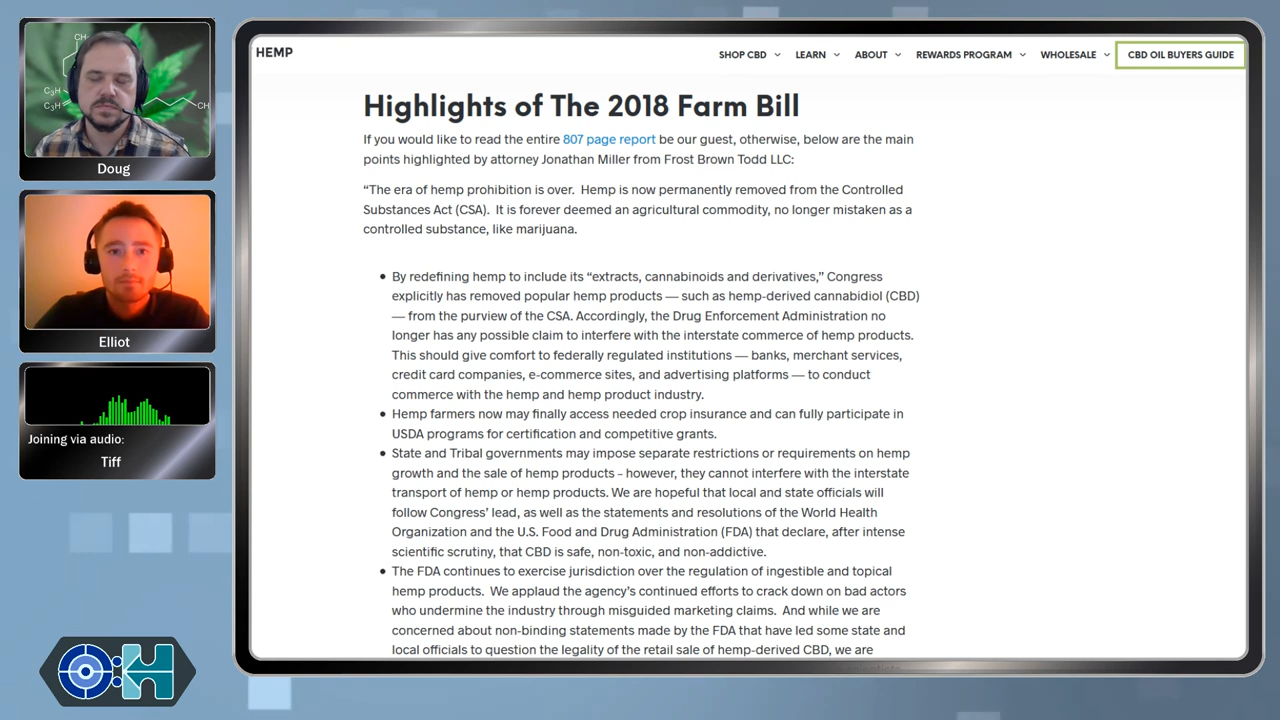 CH
C₃H
C₃H
CH
Doug
Elliot
Joining via audio:
Tiff
HEMP
SHOP CBD
LEARN
ABOUT
REWARDS PROGRAM
WHOLESALE
CBD OIL BUYERS GUIDE
Highlights of The 2018 Farm Bill
If you would like to read the entire 807 page report be our guest, otherwise, below are the main
points highlighted by attorney Jonathan Miller from Frost Brown Todd LLC:
“The era of hemp prohibition is over.  Hemp is now permanently removed from the Controlled
Substances Act (CSA).  It is forever deemed an agricultural commodity, no longer mistaken as a
controlled substance, like marijuana.
• By redefining hemp to include its “extracts, cannabinoids and derivatives,” Congress
explicitly has removed popular hemp products — such as hemp-derived cannabidiol (CBD)
— from the purview of the CSA. Accordingly, the Drug Enforcement Administration no
longer has any possible claim to interfere with the interstate commerce of hemp products.
This should give comfort to federally regulated institutions — banks, merchant services,
credit card companies, e-commerce sites, and advertising platforms — to conduct
commerce with the hemp and hemp product industry.
• Hemp farmers now may finally access needed crop insurance and can fully participate in
USDA programs for certification and competitive grants.
• State and Tribal governments may impose separate restrictions or requirements on hemp
growth and the sale of hemp products – however, they cannot interfere with the interstate
transport of hemp or hemp products. We are hopeful that local and state officials will
follow Congress’ lead, as well as the statements and resolutions of the World Health
Organization and the U.S. Food and Drug Administration (FDA) that declare, after intense
scientific scrutiny, that CBD is safe, non-toxic, and non-addictive.
• The FDA continues to exercise jurisdiction over the regulation of ingestible and topical
hemp products.  We applaud the agency’s continued efforts to crack down on bad actors
who undermine the industry through misguided marketing claims.  And while we are
concerned about non-binding statements made by the FDA that have led some state and
local officials to question the legality of the retail sale of hemp-derived CBD, we are